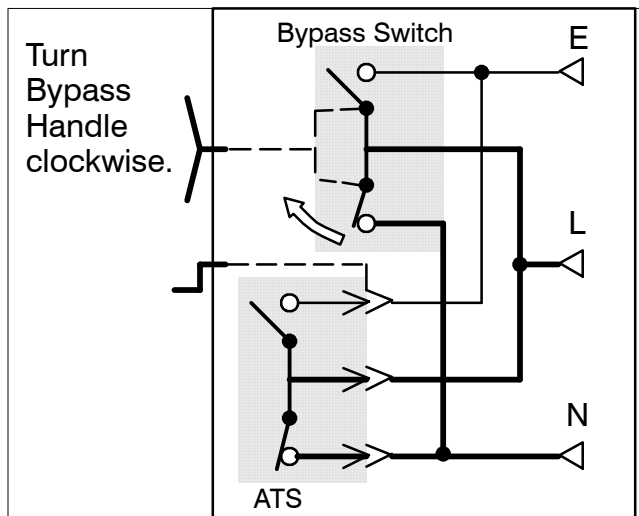 Turn
Bypass
Handle
clockwise.
Bypass Switch
E
L
N
ATS